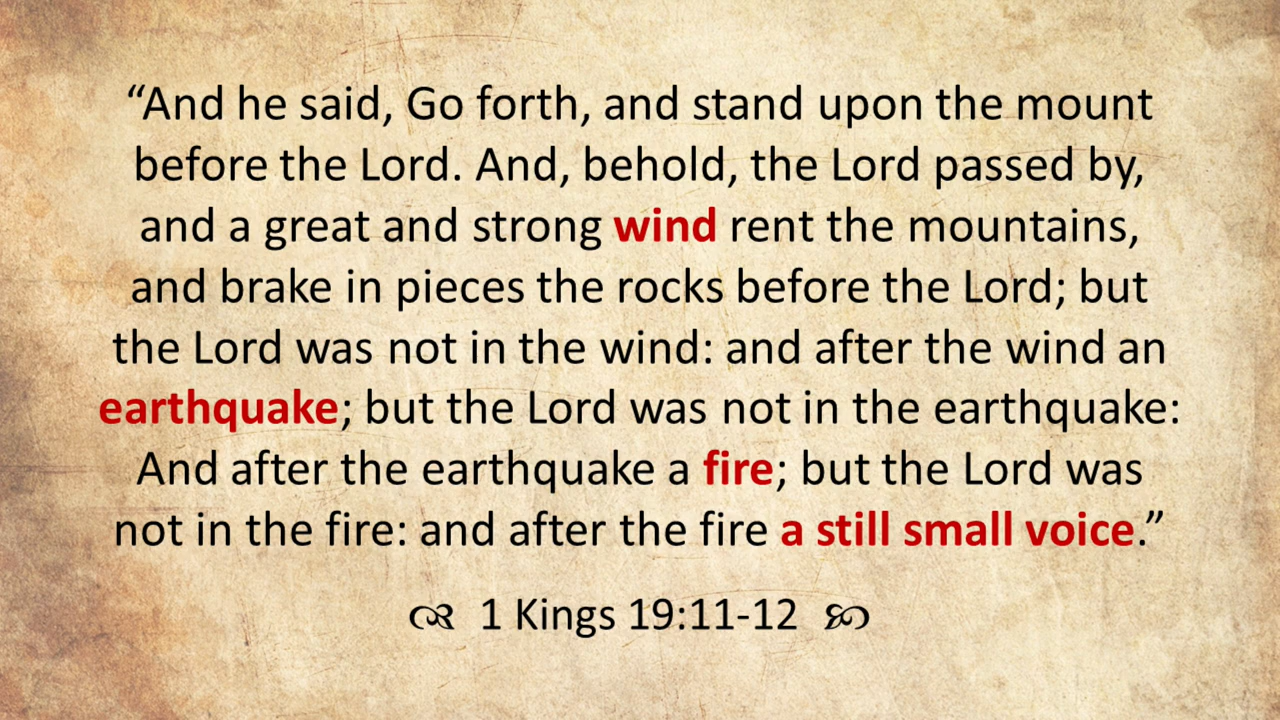 “And he said, Go forth, and stand upon the mount
before the Lord. And, behold, the Lord passed by,
and a great and strong wind rent the mountains,
and brake in pieces the rocks before the Lord; but
the Lord was not in the wind: and after the wind an
earthquake; but the Lord was not in the earthquake:
And after the earthquake a fire; but the Lord was
not in the fire: and after the fire a still small voice.”
1 Kings 19:11-12